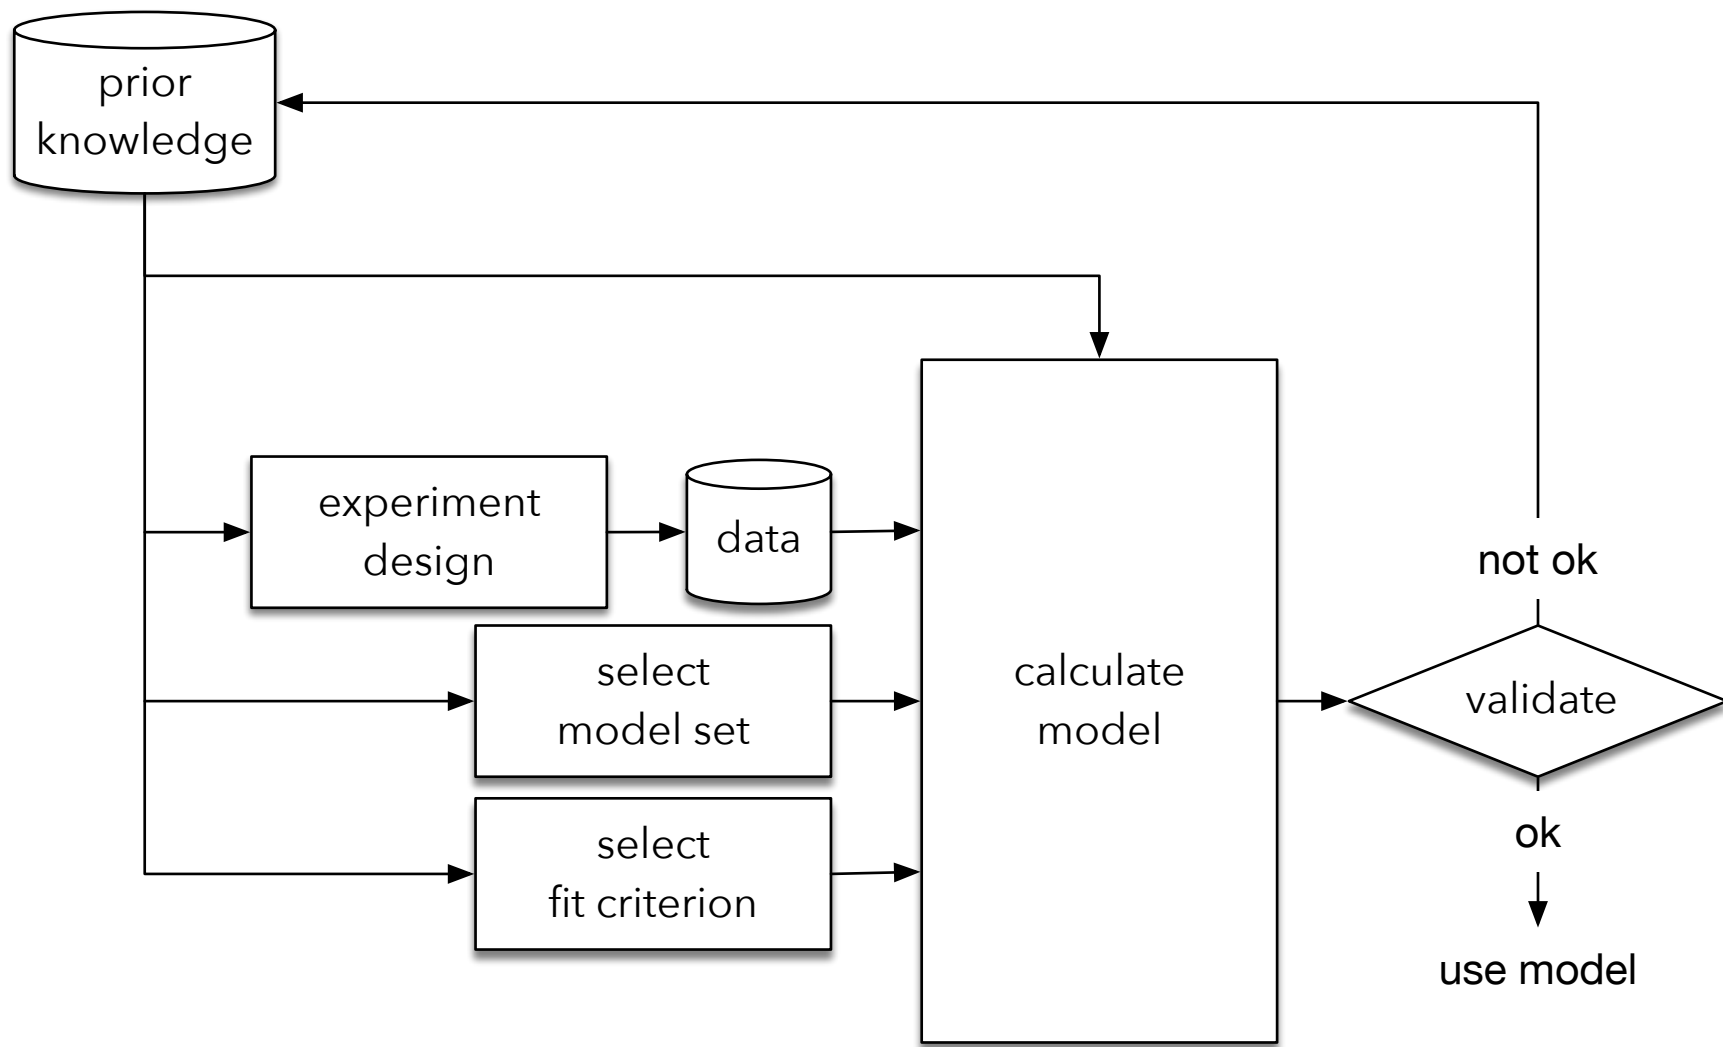 prior
knowledge
experiment
design
data
select
model set
select
fit criterion
calculate
model
not ok
validate
ok
use model